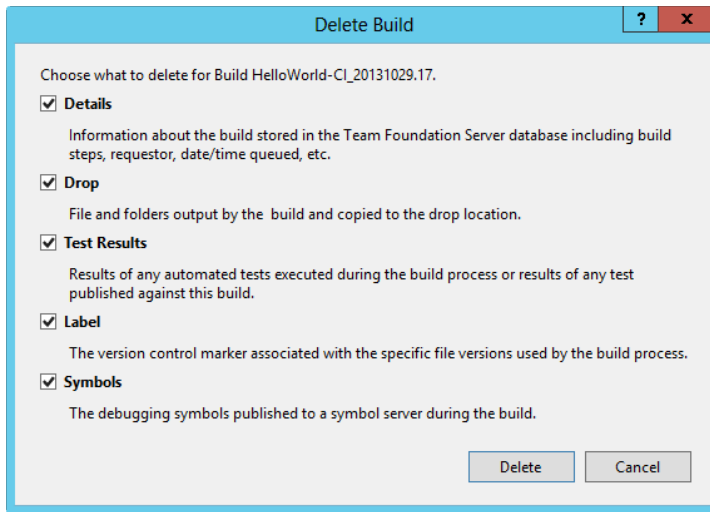 Delete Build
?
x
Choose what to delete for Build HelloWorld-CI_20131029.17.
Details
Information about the build stored in the Team Foundation Server database including build
steps, requestor, date/time queued, etc.
Drop
File and folders output by the build and copied to the drop location.
Test Results
Results of any automated tests executed during the build process or results of any test
published against this build.
Label
The version control marker associated with the specific file versions used by the build process.
Symbols
The debugging symbols published to a symbol server during the build.
Delete
Cancel